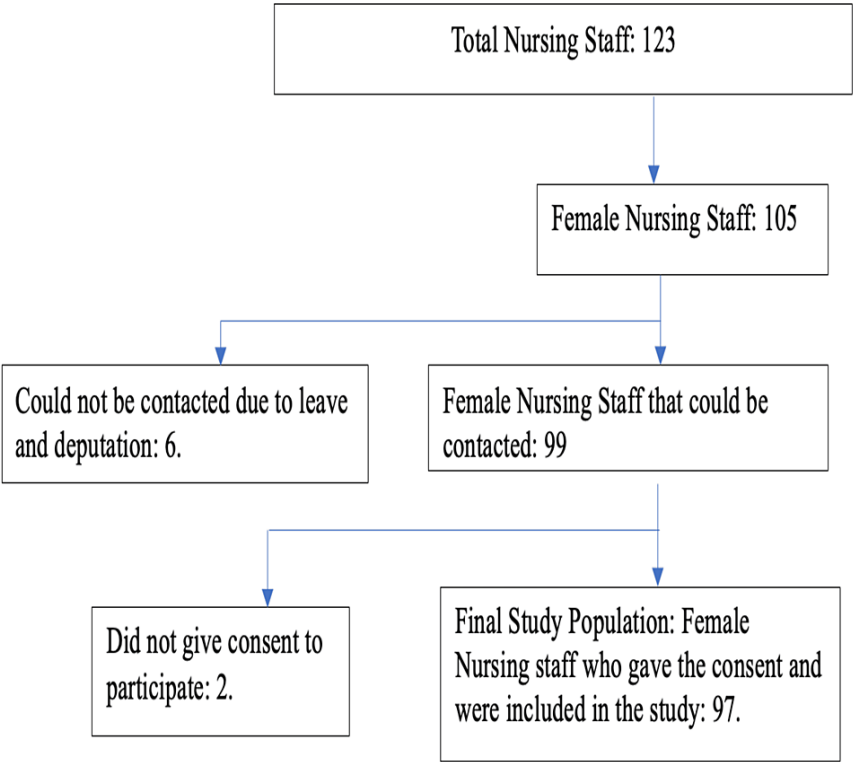 Total Nursing Staff: 123
Female Nursing Staff: 105
Could not be contacted due to leave
and deputation: 6.
Female Nursing Staff that could be
contacted: 99
Did not give consent to
participate: 2.
Final Study Population: Female
Nursing staff who gave the consent and
were included in the study: 97.